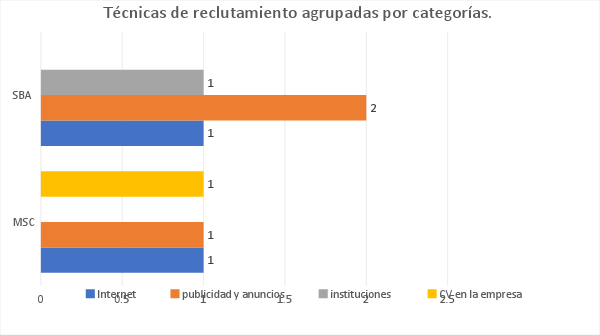 Técnicas de reclutamiento agrupadas por categorías.
1
SBA
2
1
1
MSC
1
1
0 0.5 1 1.5 2 2.5
Internet publicidad y anuncios instituciones CV en la empresa